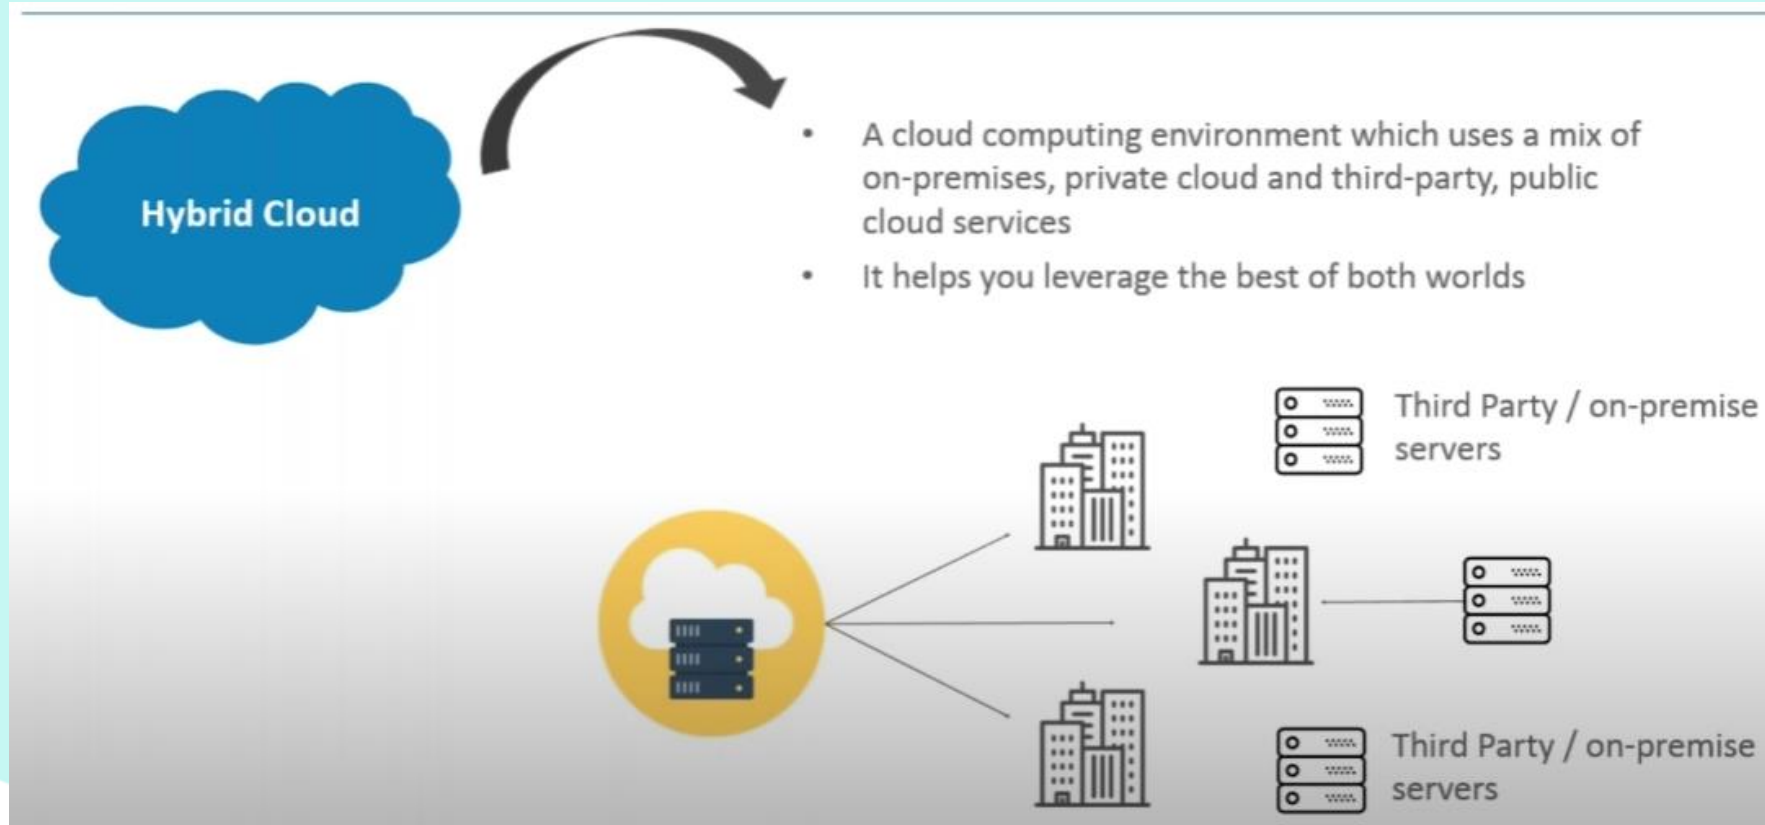 Hybrid Cloud
• A cloud computing environment which uses a mix of
on-premises, private cloud and third-party, public
cloud services
• It helps you leverage the best of both worlds
Third Party / on-premise
servers
Third Party / on-premise
servers